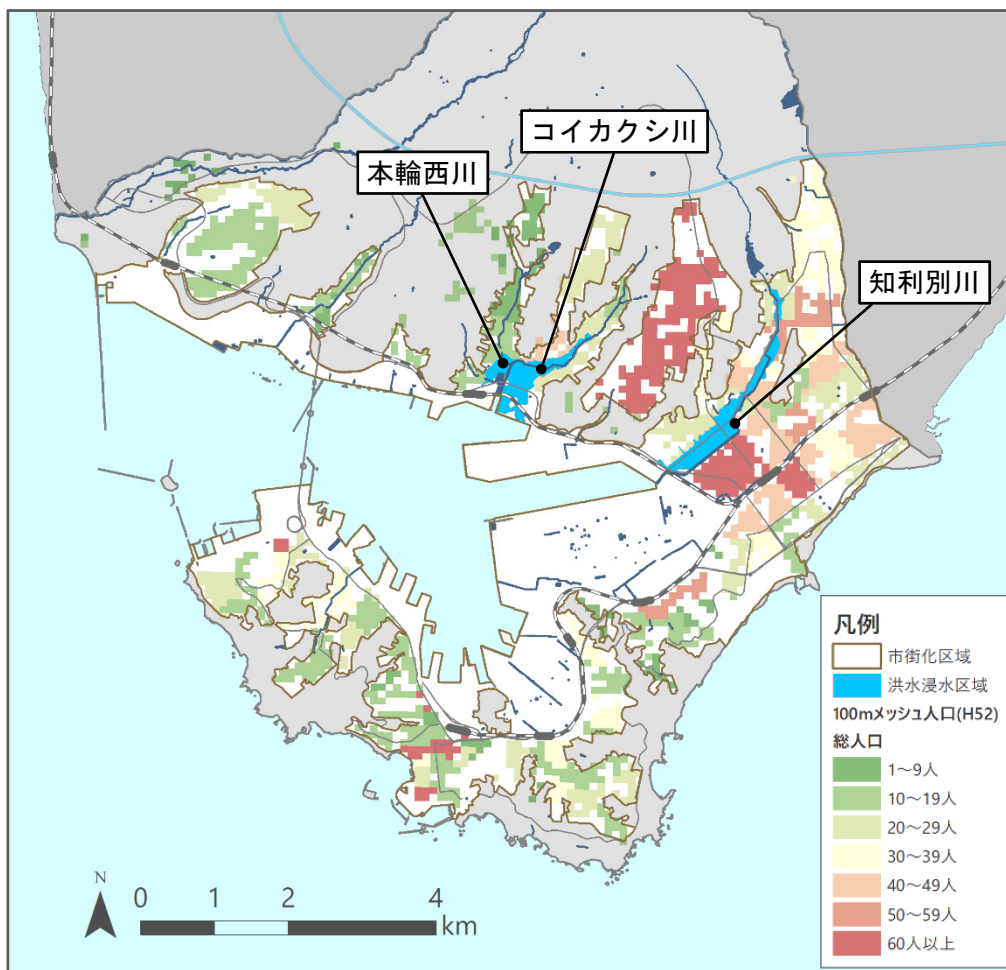 コイカクシ川
本輪西川
知利別川
凡例
市街化区域
洪水浸水区域
100mメッシュ人口(H52)
総人口
1～9人
10～19人
20～29人
30～39人
40～49人
50～59人
60人以上
N
0 1 2 4
km